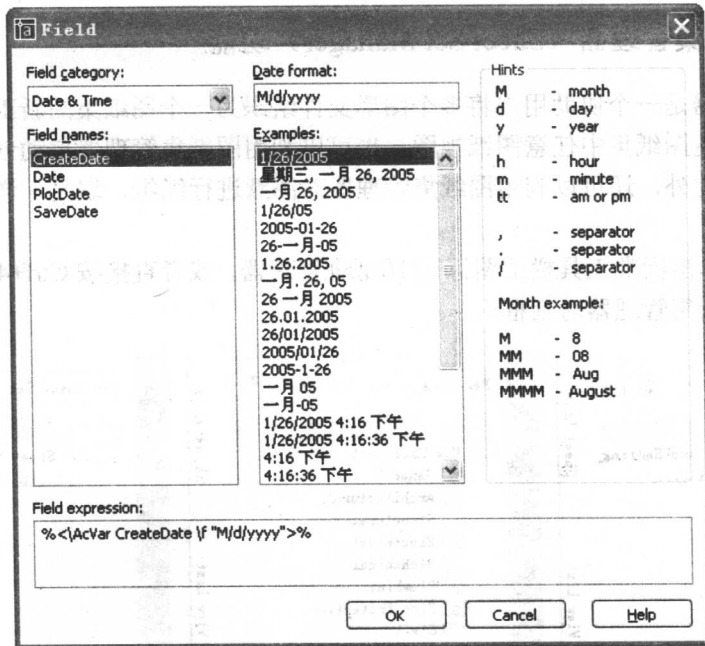 Field
Field category:
Date & Time
Field names:
CreateDate
Date
PlotDate
SaveDate
Date format:
M/d/yyyy
Examples:
1/26/2005
星期三, 一月 26, 2005
一月 26, 2005
1/26/05
2005-01-26
26-一月-05
1.26.2005
一月. 26, 05
26 一月 2005
26.01.2005
26/01/2005
2005/01/26
2005-1-26
一月 05
一月-05
1/26/2005 4:16 下午
1/26/2005 4:16:36 下午
4:16 下午
4:16:36 下午
Hints
M - month
d - day
y - year
h - hour
m - minute
tt - am or pm
, - separator
. - separator
/ - separator
Month example:
M - 8
MM - 08
MMM - Aug
MMMM - August
Field expression:
%<\AcVar CreateDate \f "M/d/yyyy">%
OK
Cancel
Help